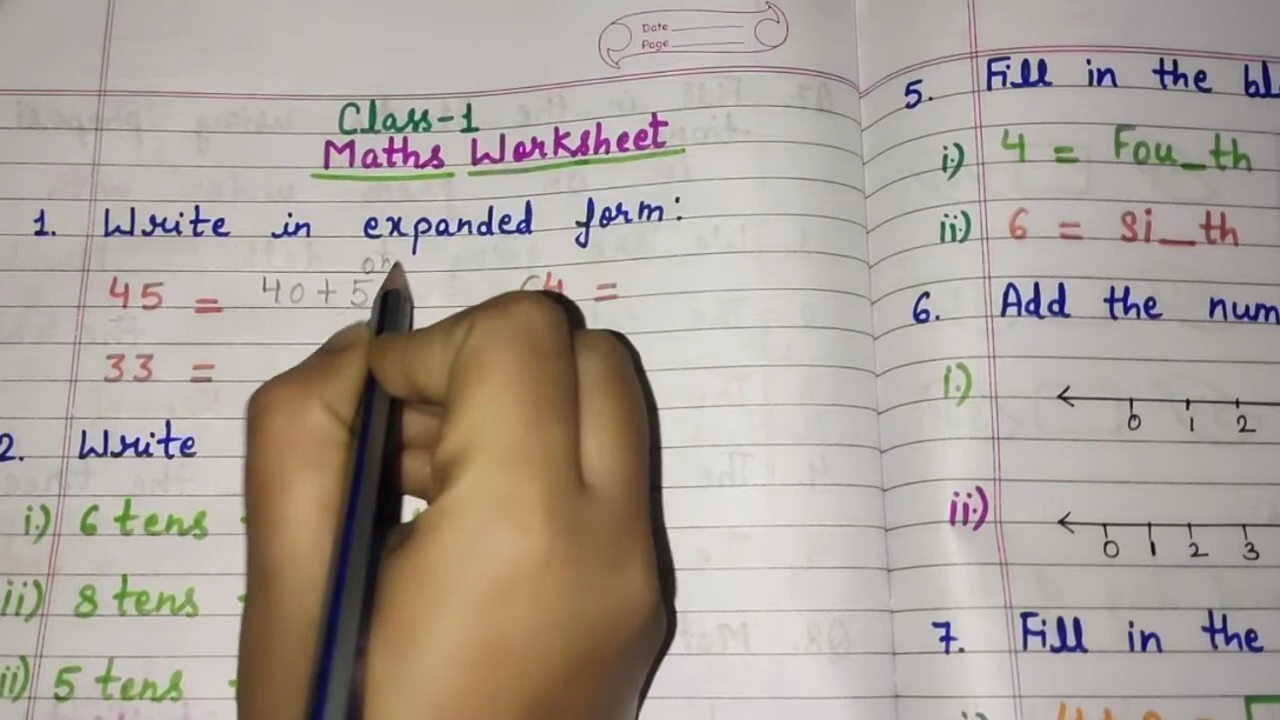 Date
Page
Class-1
Maths Worksheet
1. Write in expanded form:
45 = 40 + 5
=
33 =
2. Write
i.) 6 tens
ii) 8 tens
ii) 5 tens
5. Fill in the
i.) 4 = Fou_th
ii.) 6 = Si_th
6. Add the
i.)
0 1 2
ii.)
0 1 2 3
7. Fill in the